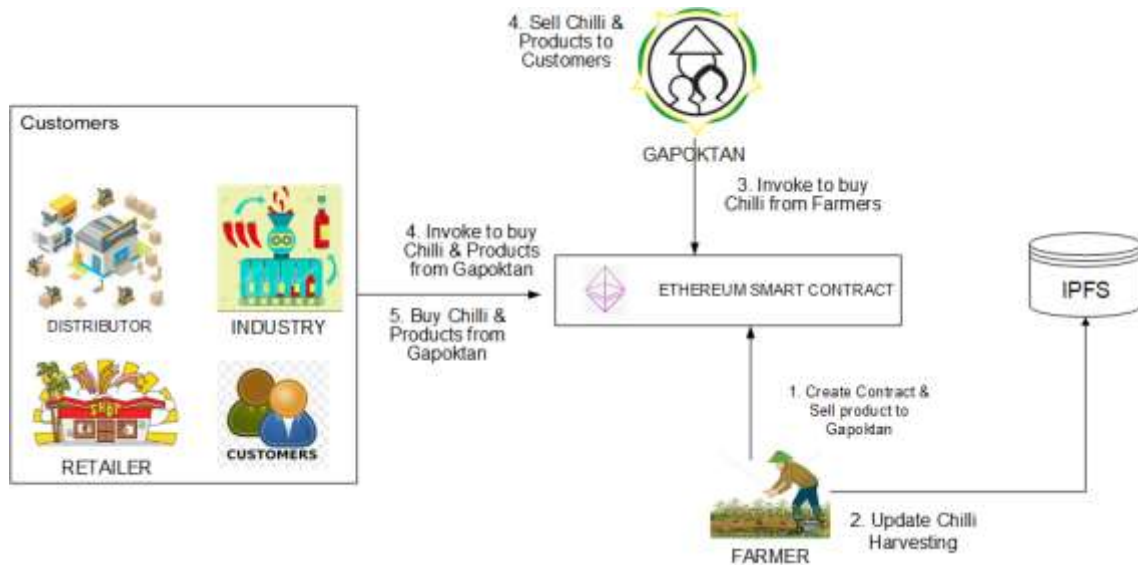 4. Sell Chilli &
Products to
Customers
GAPOKTAN
3. Invoke to buy
Chilli from Farmers
Customers
DISTRIBUTOR
INDUSTRY
SHOP
RETAILER
CUSTOMERS
4. Invoke to buy
Chilli & Products
from Gapoktan
5. Buy Chilli &
Products from
Gapoktan
ETHEREUM SMART CONTRACT
IPFS
1. Create Contract &
Sell product to
Gapoktan
FARMER
2. Update Chilli
Harvesting